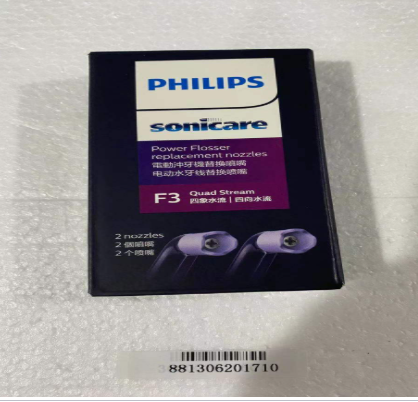 PHILIPS
sonicare
Power Flosser
replacement nozzles
電動沖牙機替換噴嘴
电动水牙线替换喷嘴
F3 Quad Stream
四象水流 | 四向水流
2 nozzles
2 個噴嘴
2 个喷嘴
881306201710